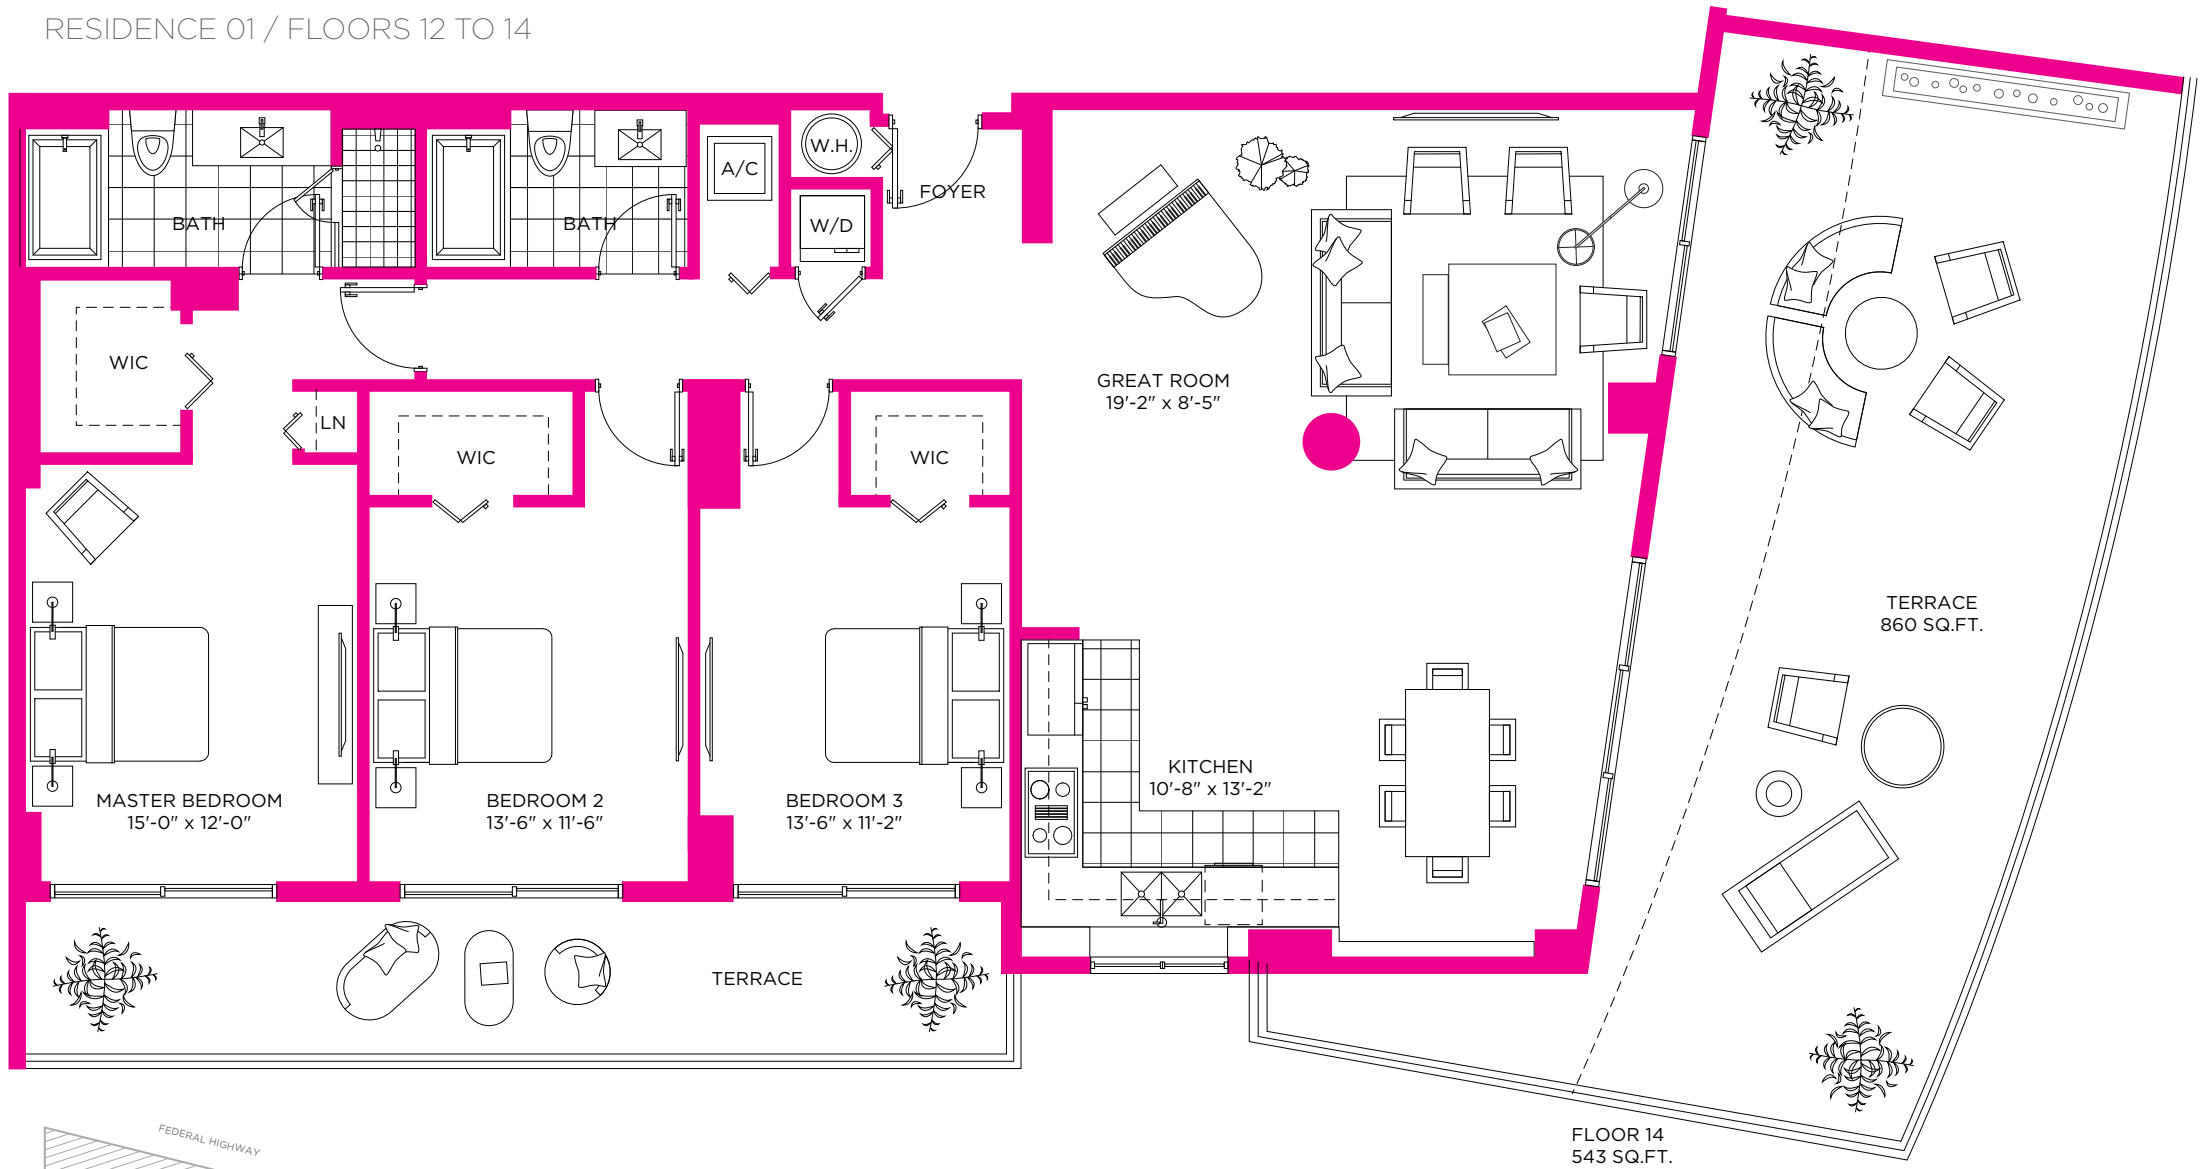 RESIDENCE 01 / FLOORS 12 TO 14
BATH
BATH
A/C
W.H.
W/D
FOYER
WIC
LN
WIC
WIC
GREAT ROOM
19'-2" x 8'-5"
TERRACE
860 SQ.FT.
KITCHEN
10'-8" x 13'-2"
MASTER BEDROOM
15'-0" x 12'-0"
BEDROOM 2
13'-6" x 11'-6"
BEDROOM 3
13'-6" x 11'-2"
TERRACE
FLOOR 14
543 SQ.FT.
FEDERAL HIGHWAY